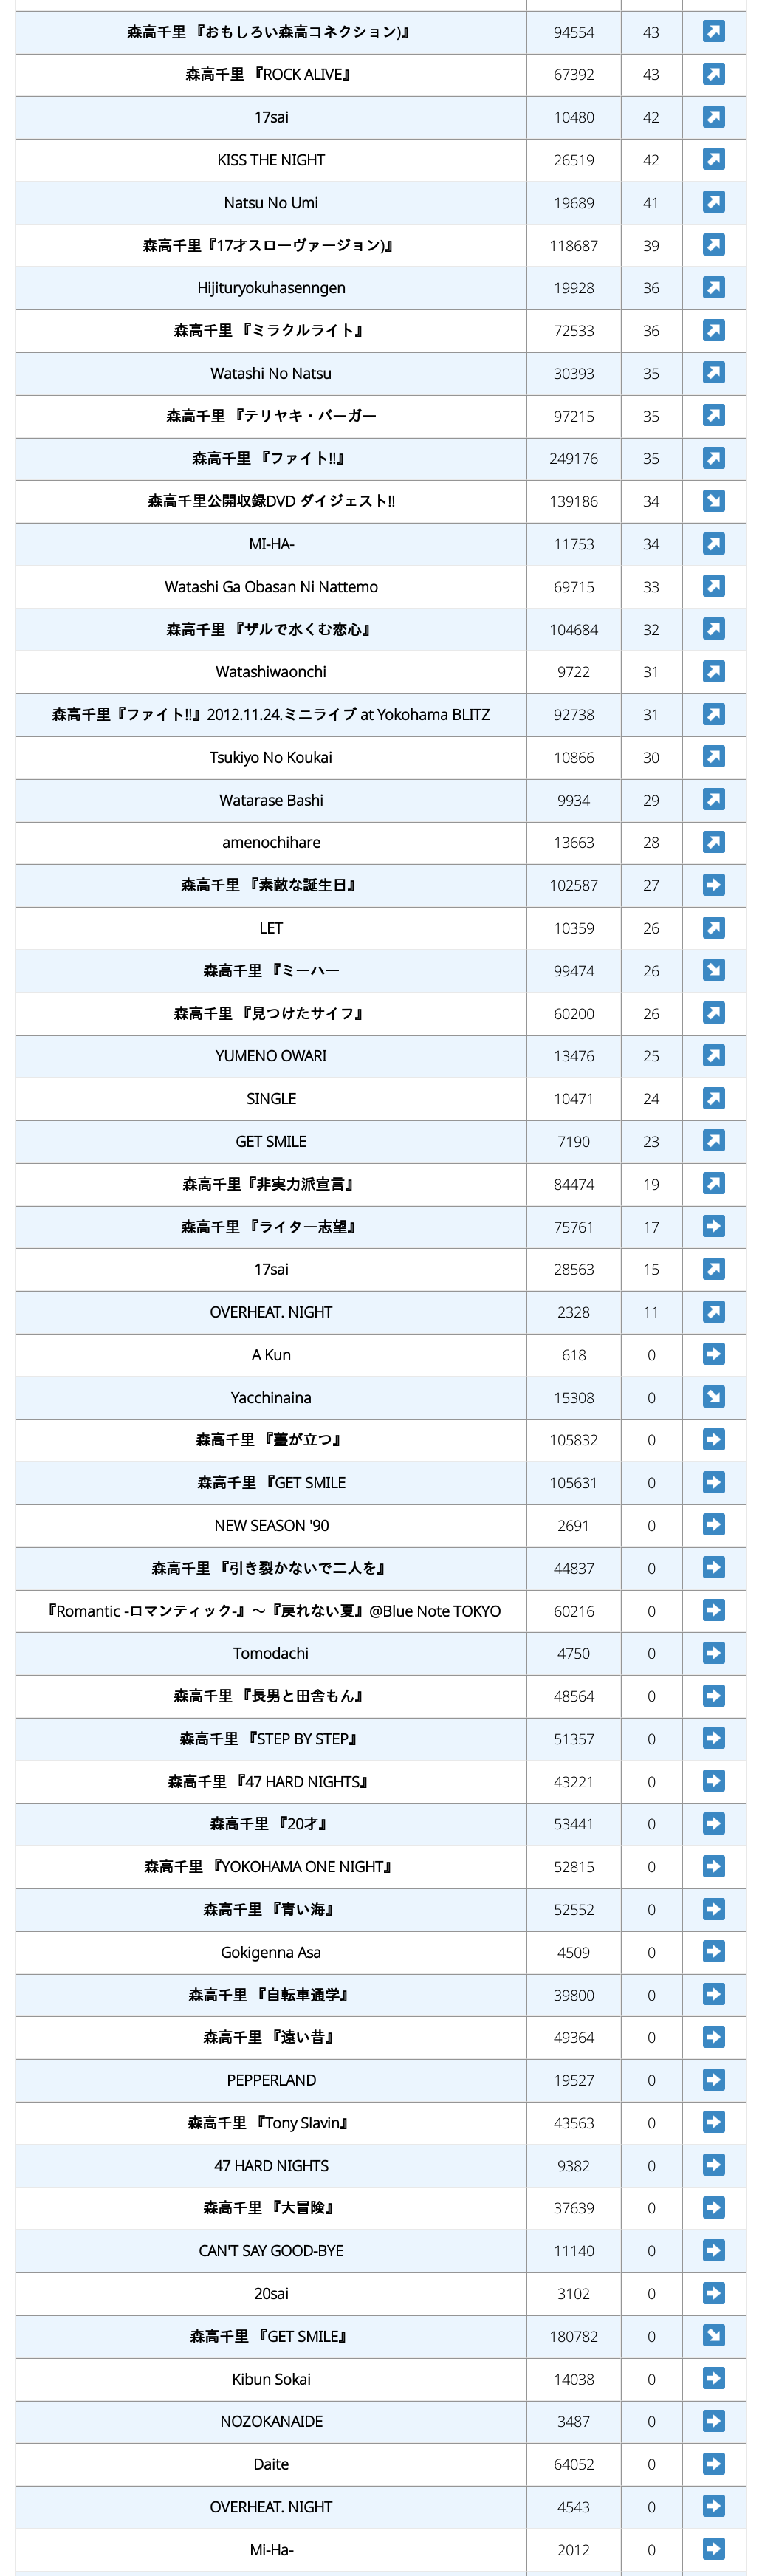 森高千里 『おもしろい森高コネクション)』 94554 43
森高千里 『ROCK ALIVE』 67392 43
17sai 10480 42
KISS THE NIGHT 26519 42
Natsu No Umi 19689 41
森高千里『17才スローヴァージョン)』 118687 39
Hijituryokuhasenngen 19928 36
森高千里 『ミラクルライト』 72533 36
Watashi No Natsu 30393 35
森高千里 『テリヤキ・バーガー 97215 35
森高千里 『ファイト!!』 249176 35
森高千里公開収録DVD ダイジェスト!! 139186 34
MI-HA- 11753 34
Watashi Ga Obasan Ni Nattemo 69715 33
森高千里 『ザルで水くむ恋心』 104684 32
Watashiwaonchi 9722 31
森高千里『ファイト!!』2012.11.24.ミニライブ at Yokohama BLITZ 92738 31
Tsukiyo No Koukai 10866 30
Watarase Bashi 9934 29
amenochihare 13663 28
森高千里 『素敵な誕生日』 102587 27
LET 10359 26
森高千里 『ミーハー 99474 26
森高千里 『見つけたサイフ』 60200 26
YUMENO OWARI 13476 25
SINGLE 10471 24
GET SMILE 7190 23
森高千里『非実力派宣言』 84474 19
森高千里 『ライター志望』 75761 17
17sai 28563 15
OVERHEAT. NIGHT 2328 11
A Kun 618 0
Yacchinaina 15308 0
森高千里 『薹が立つ』 105832 0
森高千里 『GET SMILE 105631 0
NEW SEASON '90 2691 0
森高千里 『引き裂かないで二人を』 44837 0
『Romantic -ロマンティック-』～『戻れない夏』@Blue Note TOKYO 60216 0
Tomodachi 4750 0
森高千里 『長男と田舎もん』 48564 0
森高千里 『STEP BY STEP』 51357 0
森高千里 『47 HARD NIGHTS』 43221 0
森高千里 『20才』 53441 0
森高千里 『YOKOHAMA ONE NIGHT』 52815 0
森高千里 『青い海』 52552 0
Gokigenna Asa 4509 0
森高千里 『自転車通学』 39800 0
森高千里 『遠い昔』 49364 0
PEPPERLAND 19527 0
森高千里 『Tony Slavin』 43563 0
47 HARD NIGHTS 9382 0
森高千里 『大冒険』 37639 0
CAN'T SAY GOOD-BYE 11140 0
20sai 3102 0
森高千里 『GET SMILE』 180782 0
Kibun Sokai 14038 0
NOZOKANAIDE 3487 0
Daite 64052 0
OVERHEAT. NIGHT 4543 0
Mi-Ha- 2012 0